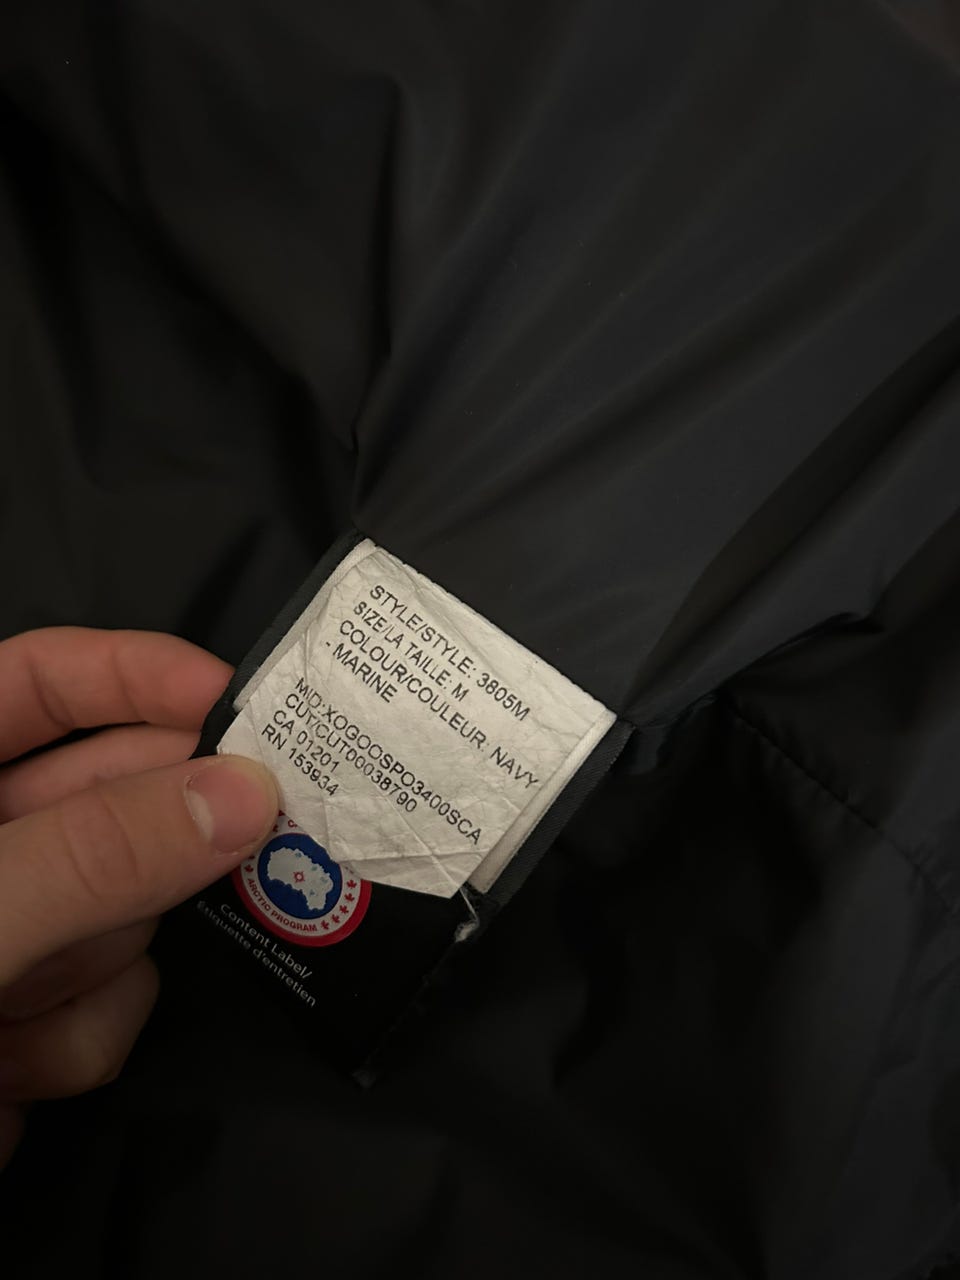 STYLE/STYLE: 3805M
SIZE/LA TAILLE: M
COLOUR/COULEUR: NAVY
- MARINE
MID:XOGOOSPO3400SCA
CUT/CUT00038790
CA 01201
RN 153934
ARCTIC PROGRAM
Content Label/
Étiquette d'entretien